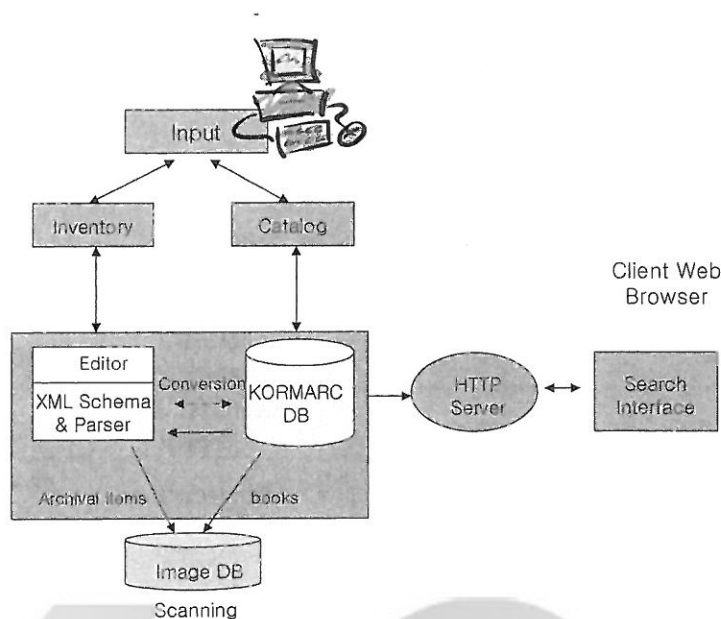 Input
Inventory
Catalog
Client Web
Browser
Editor
XML Schema
& Parser
Conversion
KORMARC
DB
HTTP
Server
Search
Interface
Archival items
books
Image DB
Scanning